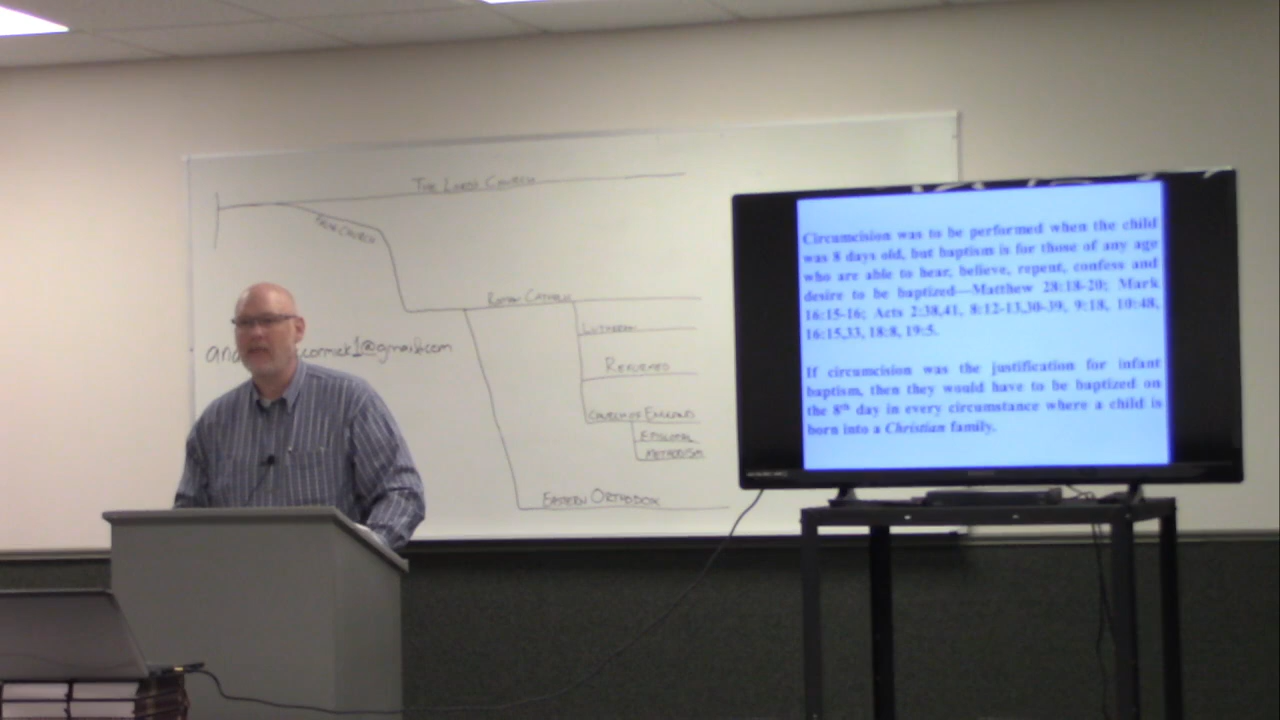 THE LORDS CHURCH
CHURCH
ROMAN CATHOLIC
LUTHERAN
REFORMED
CHURCH OF ENGLAND
EPISCOPAL
METHODISM
EASTERN ORTHODOX
cormick1@gmail.com
Circumcision was to be performed when the child
was 8 days old, but baptism is for those of any age
who are able to hear, believe, repent, confess and
desire to be baptized—Matthew 28:18-20; Mark
16:15-16; Acts 2:38,41, 8:12-13,30-39, 9:18, 10:48,
16:15,33, 18:8, 19:5.
If circumcision was the justification for infant
baptism, then they would have to be baptized on
the 8th day in every circumstance where a child is
born into a Christian family.